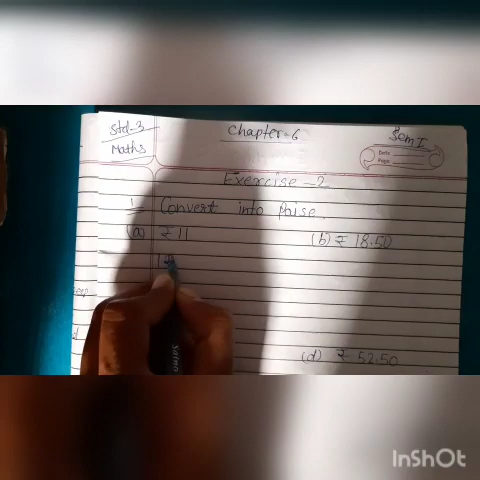 Std-3 Chapter-6 Sem I
Maths
Date
Page
Exercise-2
1 Convert into Paise.
(a) ₹ 11 (b) ₹ 18.50
1
(d) ₹ 52.50
InShOt